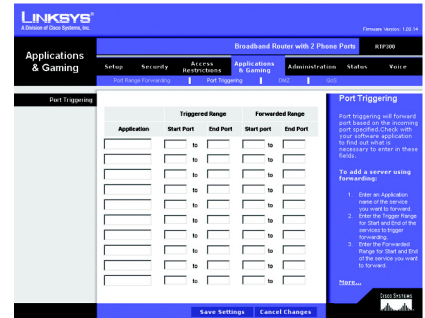 LINKSYS®
A Division of Cisco Systems, Inc.
Firmware Version: 1.00.14
Applications & Gaming
Broadband Router with 2 Phone Ports RTP300
Setup Security Access Restrictions Applications & Gaming Administration Status Voice
Port Range Forwarding Port Triggering DMZ QoS
Port Triggering
Triggered Range Forwarded Range
Application Start Port End Port Start port End Port
to to
to to
to to
to to
to to
to to
to to
to to
to to
to to
Port Triggering
Port triggering will forward
port based on the incoming
port specified.Check with
your software application
to find out what is
necessary to enter in these
fields.
To add a server using
forwarding:
1. Enter an Application
name of the service
you want to forward.
2. Enter the Trigger Range
for Start and End of the
services to trigger
forwarding.
3. Enter the Forwarded
Range for Start and End
of the service you want
to forward.
More...
Save Settings Cancel Changes
CISCO SYSTEMS